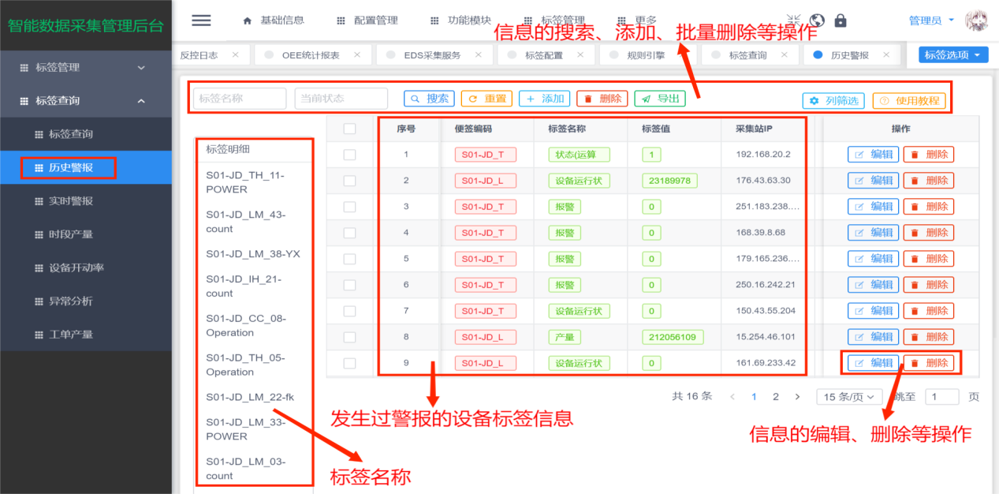 智能数据采集管理后台
基础信息 配置管理 功能模块 标签管理 更多 管理员
信息的搜索、添加、批量删除等操作
反控日志 × OEE统计报表 × EDS采集服务 × 标签配置 × 规则引擎 标签查询 × 历史警报 × 标签选项
标签管理
标签查询
标签查询
历史警报
实时警报
时段产量
设备开动率
异常分析
工单产量
标签名称 当前状态 搜索 重置 + 添加 删除 导出 列筛选 使用教程
标签明细
S01-JD_TH_11-
POWER
S01-JD_LM_43-
count
S01-JD_LM_38-YX
S01-JD_IH_21-
count
S01-JD_CC_08-
Operation
S01-JD_TH_05-
Operation
S01-JD_LM_22-fk
S01-JD_LM_33-
POWER
S01-JD_LM_03-
count
序号 便签编码 标签名称 标签值 采集站IP 操作
1 S01-JD_T 状态(运算 1 192.168.20.2 编辑 删除
2 S01-JD_L 设备运行状 23189978 176.43.63.30 编辑 删除
3 S01-JD_T 报警 0 251.183.238.... 编辑 删除
4 S01-JD_T 报警 0 168.39.8.68 编辑 删除
5 S01-JD_T 报警 0 179.165.236.... 编辑 删除
6 S01-JD_T 报警 0 250.16.242.21 编辑 删除
7 S01-JD_T 设备运行状 0 150.43.55.204 编辑 删除
8 S01-JD_L 产量 212056109 15.254.46.101 编辑 删除
9 S01-JD_L 设备运行状 0 161.69.233.42 编辑 删除
共 16 条 < 1 2 > 15 条/页 跳至 1 页
发生过警报的设备标签信息
信息的编辑、删除等操作
标签名称